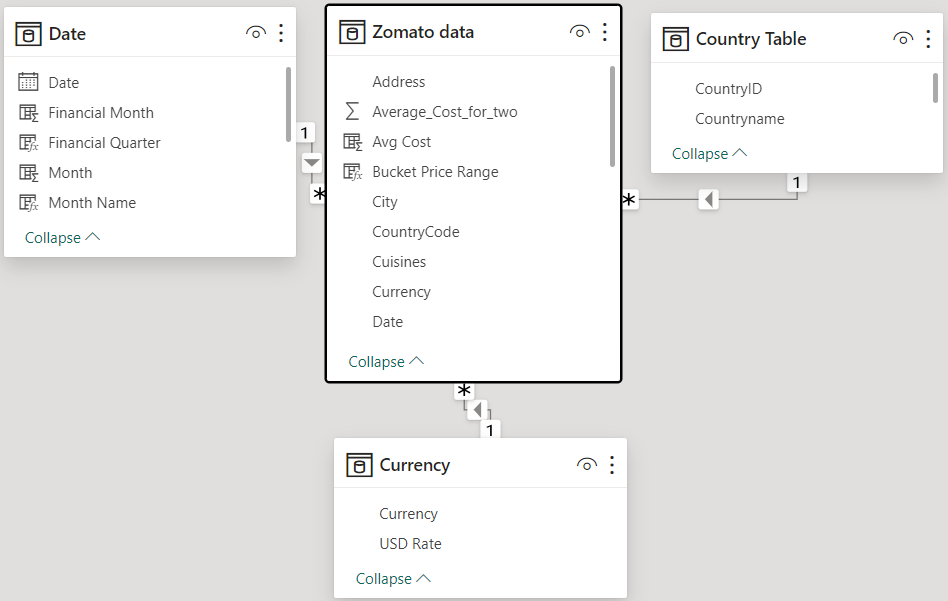 Date
Date
Financial Month
Financial Quarter
Month
Month Name
Collapse
1
*
Zomato data
Address
Average_Cost_for_two
Avg Cost
Bucket Price Range
City
CountryCode
Cuisines
Currency
Date
Collapse
Country Table
CountryID
Countryname
Collapse
1
*
*
1
Currency
Currency
USD Rate
Collapse